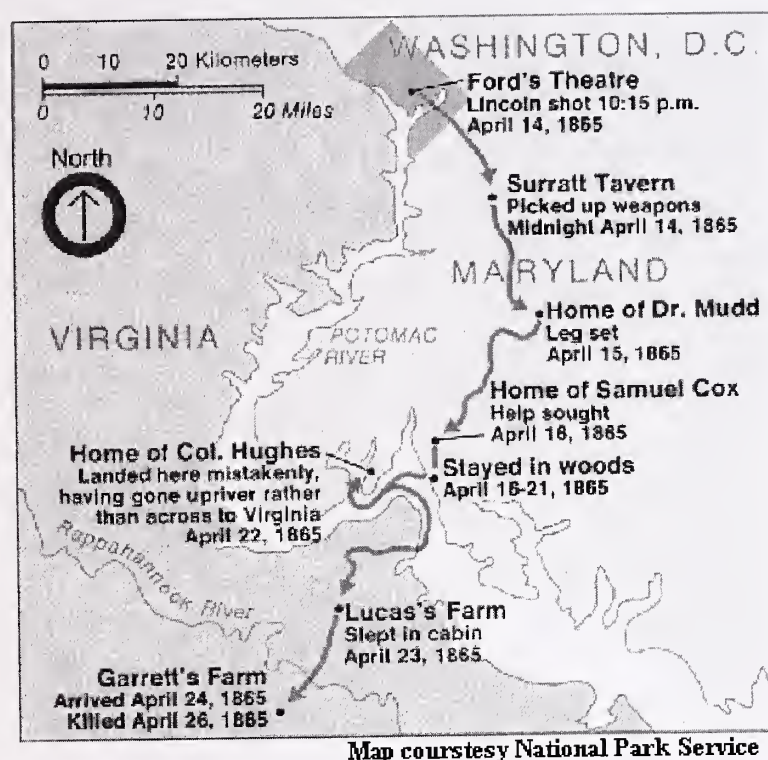 WASHINGTON, D.C.
0 10 20 Kilometers
0 10 20 Miles
North
Ford's Theatre
Lincoln shot 10:15 p.m.
April 14, 1865
Surratt Tavern
Picked up weapons
Midnight April 14, 1865
MARYLAND
VIRGINIA
POTOMAC
RIVER
Home of Dr. Mudd
Leg set
April 15, 1865
Home of Samuel Cox
Help sought
April 16, 1865
Home of Col. Hughes
Landed here mistakenly,
having gone upriver rather
than across to Virginia
April 22, 1865
Stayed in woods
April 16-21, 1865
Rappahannock River
Lucas's Farm
Slept in cabin
April 23, 1865
Garrett's Farm
Arrived April 24, 1865
Killed April 26, 1865
Map courstesy National Park Service